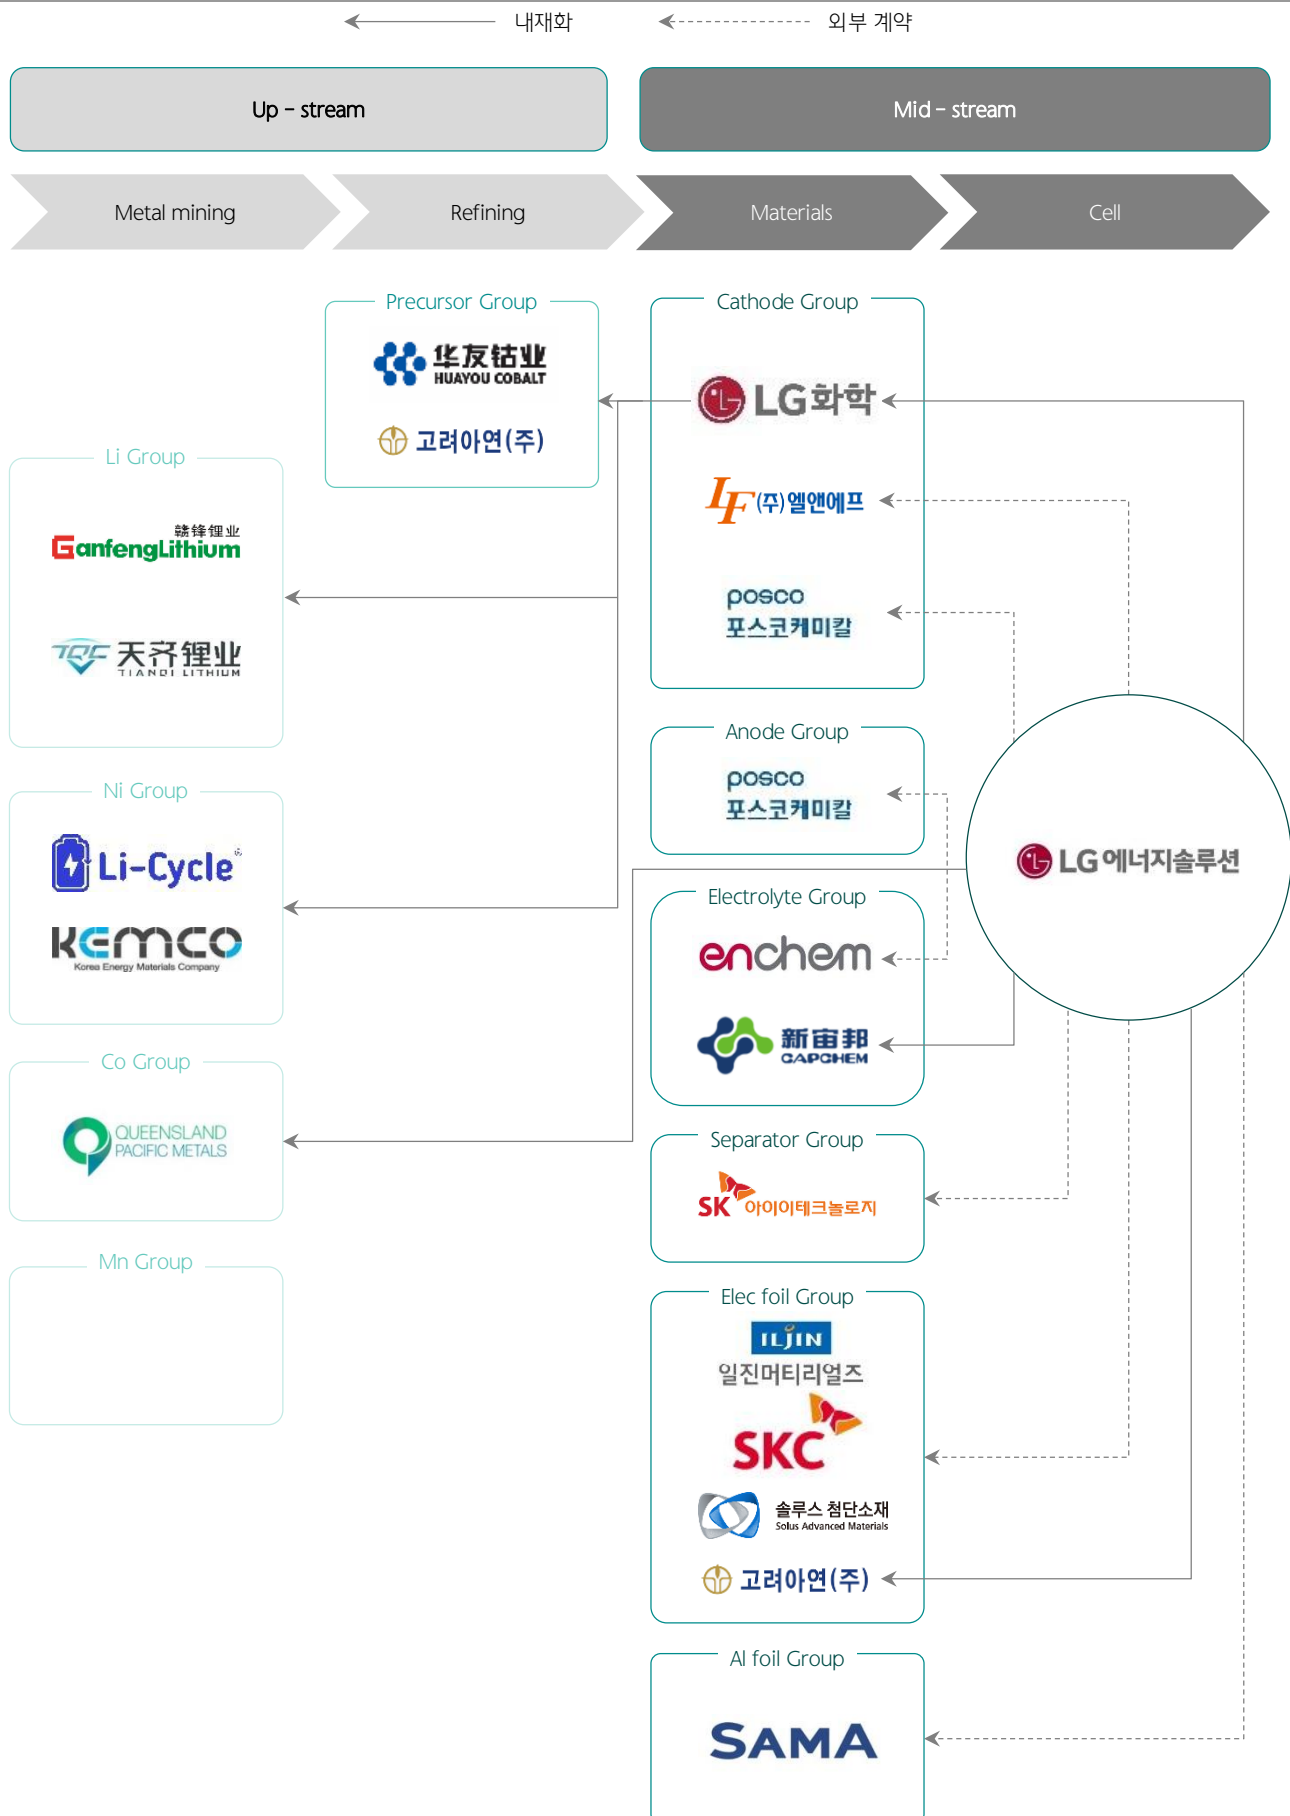 내재화
외부 계약
Up - stream
Mid - stream
Metal mining
Refining
Materials
Cell
Precursor Group
华友钴业
HUAYOU COBALT
고려아연(주)
Cathode Group
LG화학
LF (주)엘앤에프
posco
포스코케미칼
Li Group
赣锋锂业
GanfengLithium
TQC 天齐锂业
TIANQI LITHIUM
Anode Group
posco
포스코케미칼
Ni Group
Li-Cycle®
KEMCO
Korea Energy Materials Company
LG에너지솔루션
Electrolyte Group
enchem
新宙邦
CAPCHEM
Co Group
QUEENSLAND
PACIFIC METALS
Separator Group
SK 아이이테크놀로지
Mn Group
Elec foil Group
ILJIN
일진머티리얼즈
SKC
솔루스 첨단소재
Solus Advanced Materials
고려아연(주)
Al foil Group
SAMA